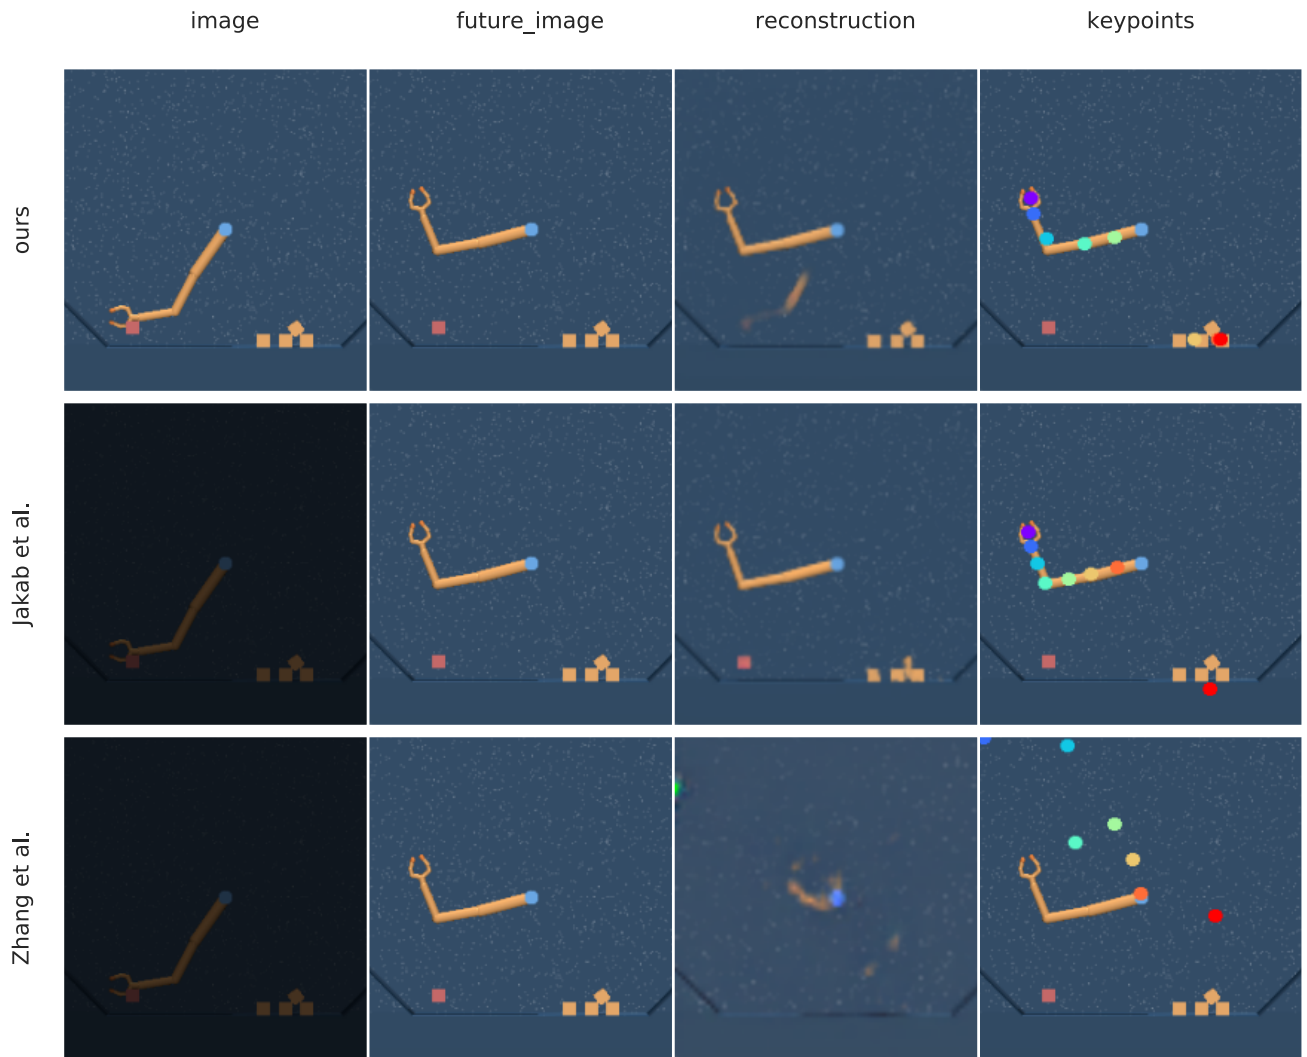 image future_image reconstruction keypoints
ours
Jakab et al.
Zhang et al.